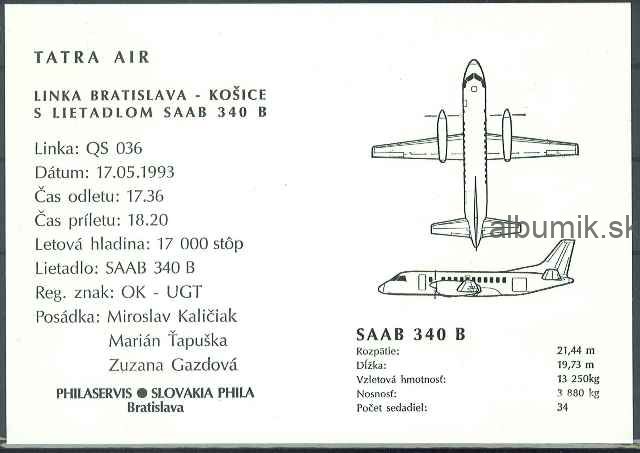 TATRA AIR
LINKA BRATISLAVA - KOŠICE
S LIETADLOM SAAB 340 B
Linka: QS 036
Dátum: 17.05.1993
Čas odletu: 17.36
Čas príletu: 18.20
Letová hladina: 17 000 stôp
Lietadlo: SAAB 340 B
Reg. znak: OK - UGT
Posádka: Miroslav Kaličiak
Marián Ťapuška
Zuzana Gazdová
PHILASERVIS ● SLOVAKIA PHILA
Bratislava
albumik.sk
SAAB 340 B
Rozpätie: 21,44 m
Dĺžka: 19,73 m
Vzletová hmotnosť: 13 250kg
Nosnosť: 3 880 kg
Počet sedadiel: 34